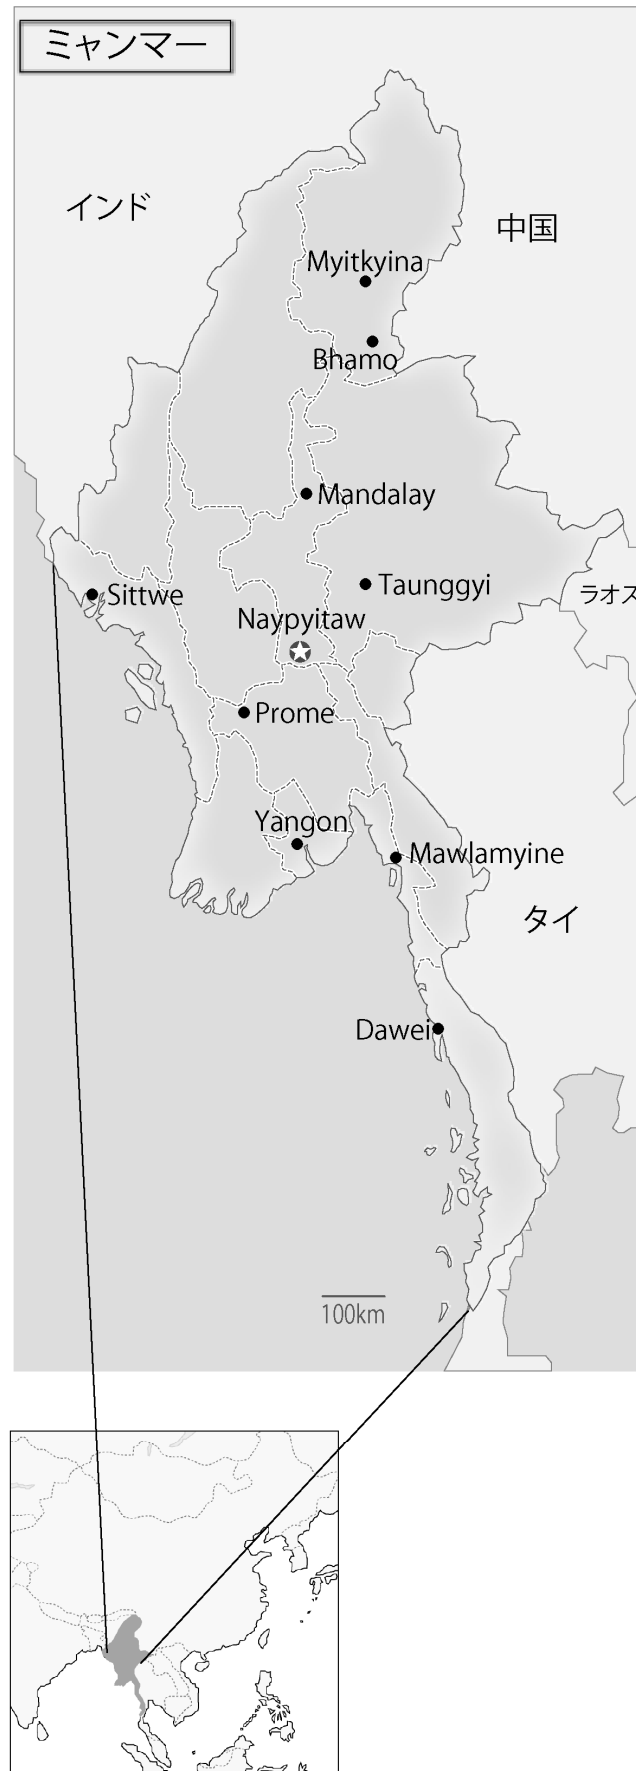 ミャンマー
インド
中国
Myitkyina
Bhamo
Mandalay
Taunggyi
ラオス
Sittwe
Naypyitaw
Prome
Yangon
Mawlamyine
タイ
Dawei
100km